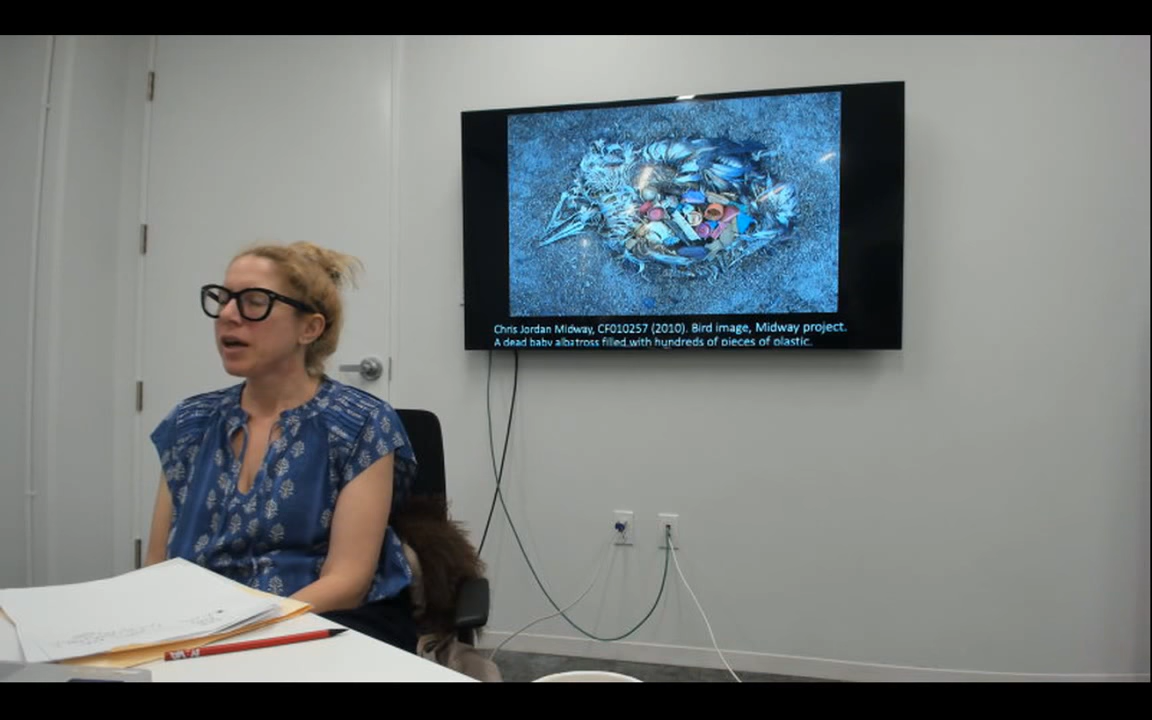 Chris Jordan Midway, CF010257 (2010). Bird image, Midway project.
A dead baby albatross filled with hundreds of pieces of plastic.